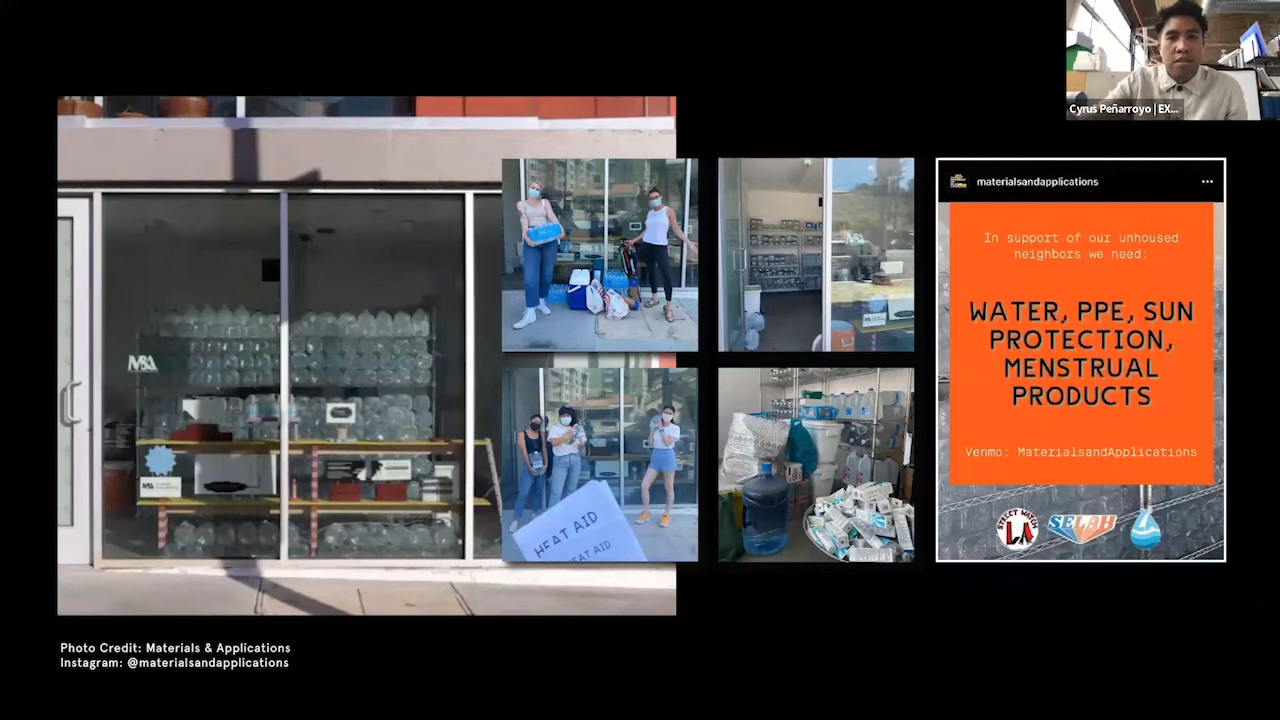 Cyrus Peñarroyo | EX...
M&A
M&A
HEAT AID
HEAT AID
M&A
materialsandapplications
In support of our unhoused
neighbors we need:
WATER, PPE, SUN
PROTECTION,
MENSTRUAL
PRODUCTS
Venmo: MaterialsandApplications
STREET WATCH
LA
SELAH
Photo Credit: Materials & Applications
Instagram: @materialsandapplications